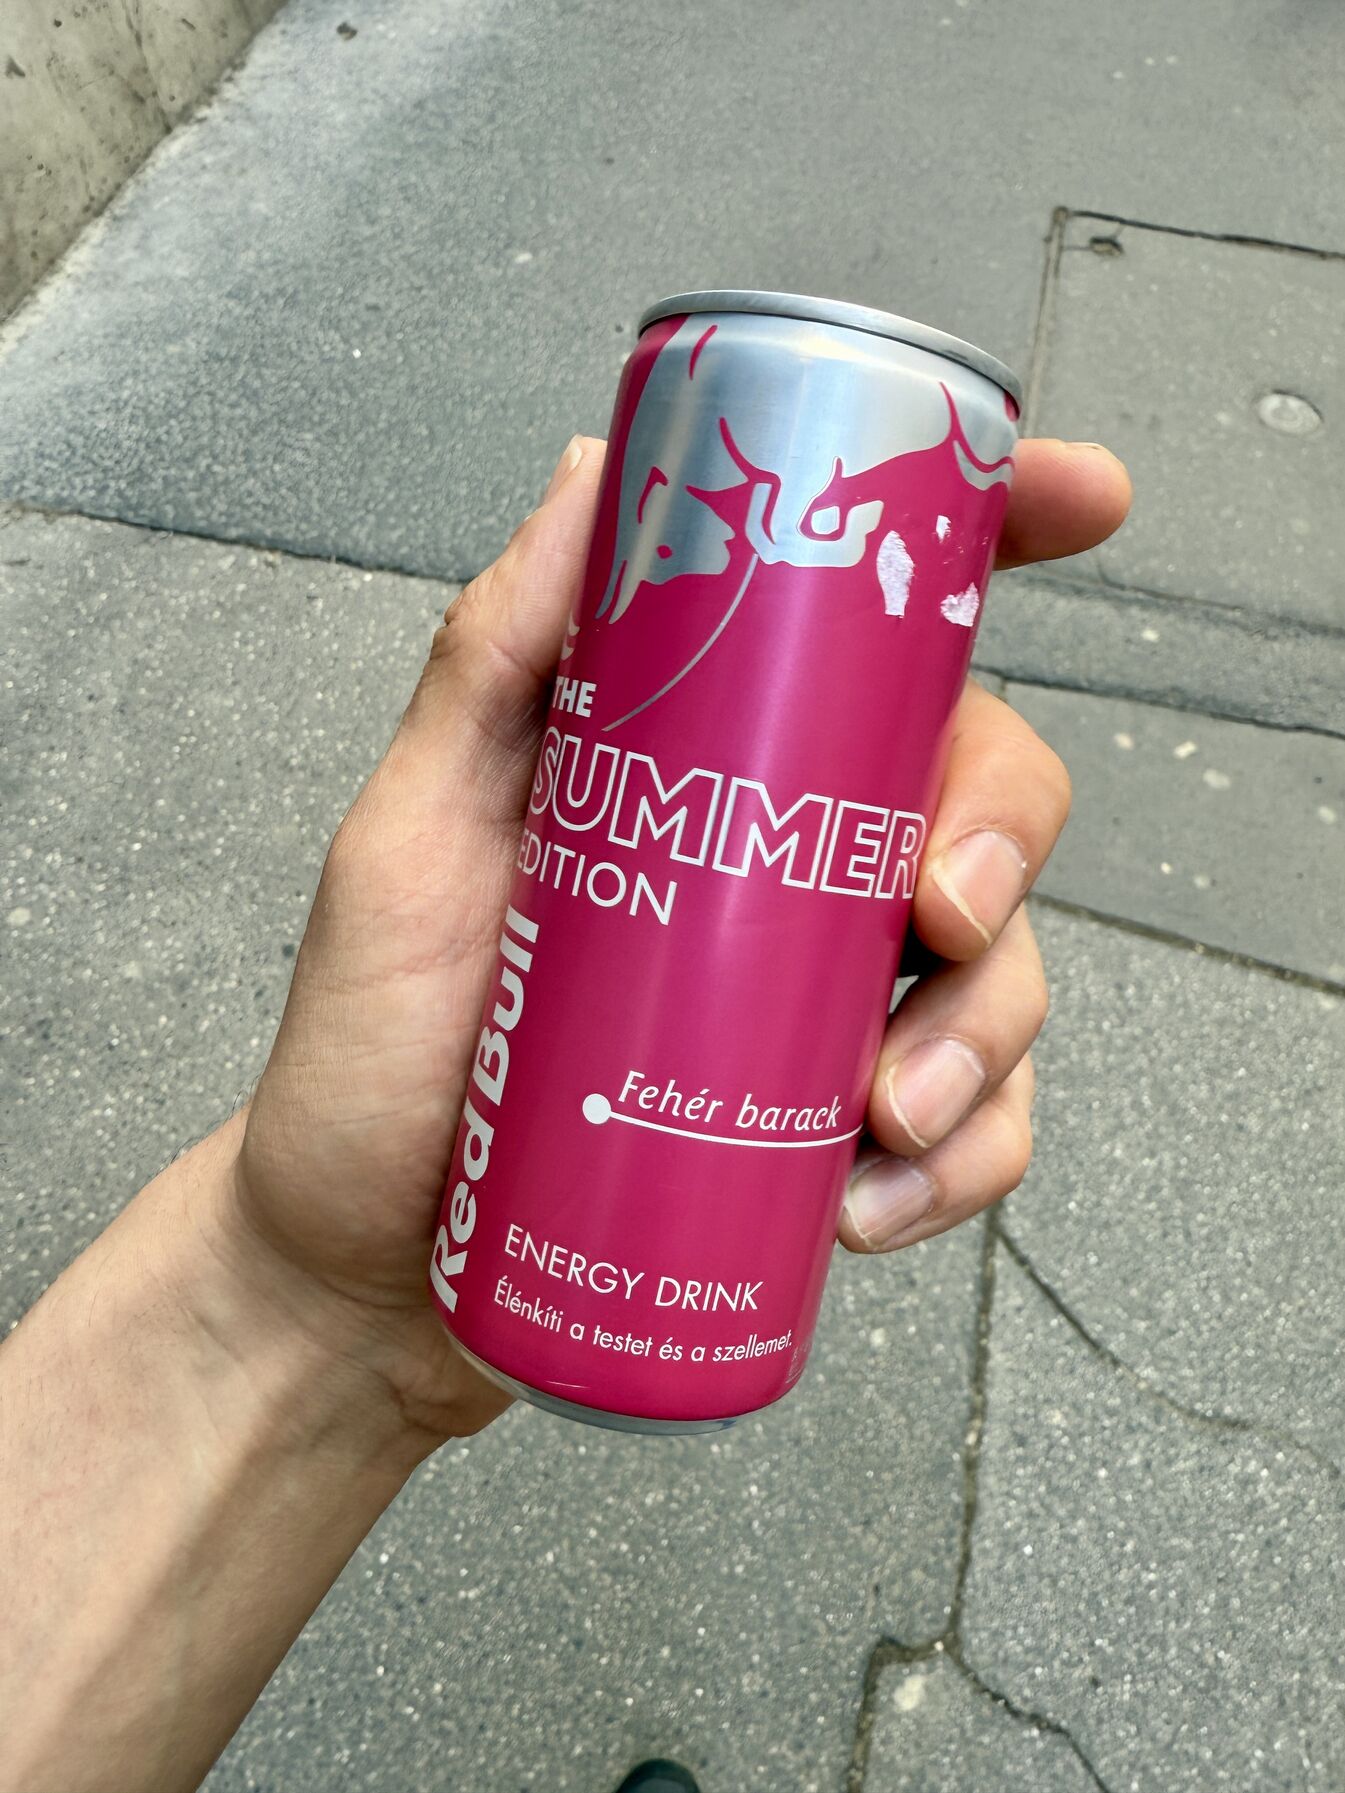 THE
SUMMER
EDITION
Red Bull
Fehér barack
ENERGY DRINK
Élénkíti a testet és a szellemet.